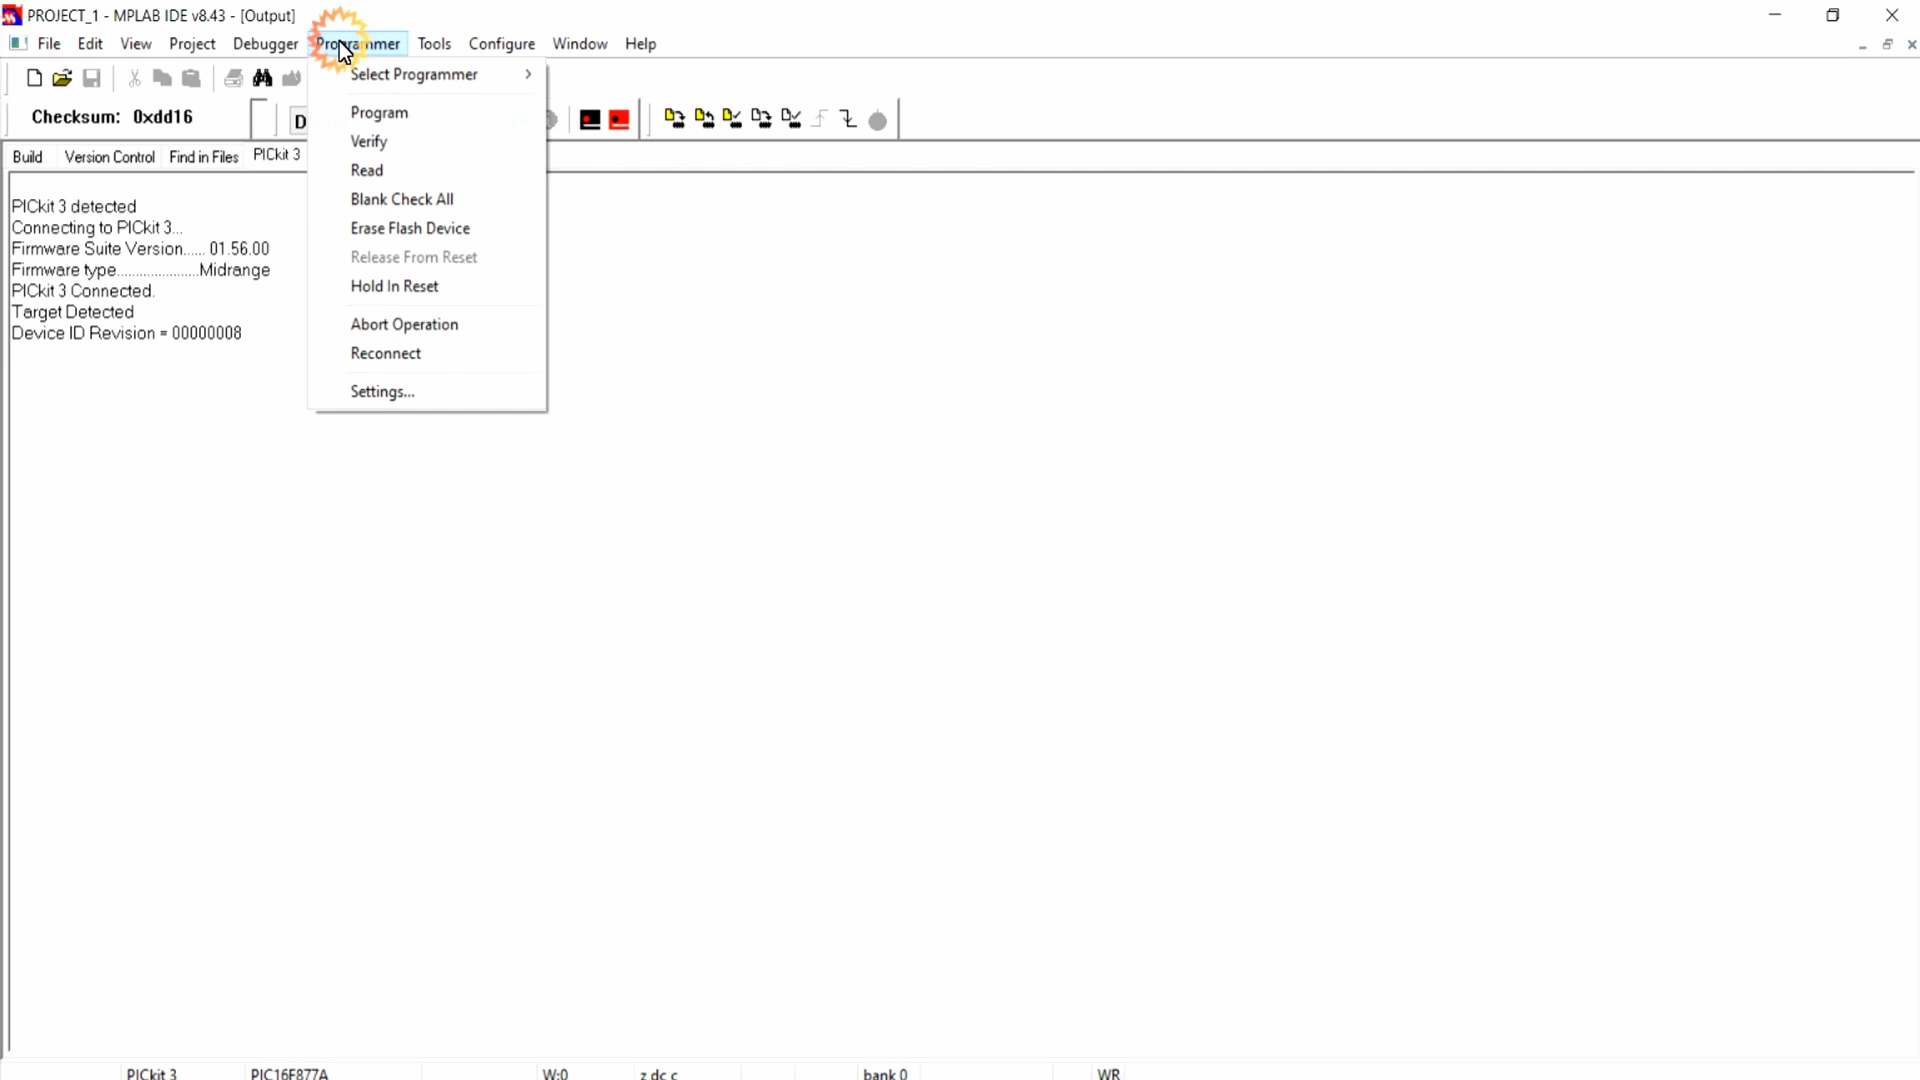 PROJECT_1 - MPLAB IDE v8.43 - [Output]
File Edit View Project Debugger Programmer Tools Configure Window Help
Checksum: 0xdd16
D
Build Version Control Find in Files PICkit 3
Select Programmer
Program
Verify
Read
Blank Check All
Erase Flash Device
Release From Reset
Hold In Reset
Abort Operation
Reconnect
Settings...
PICkit 3 detected
Connecting to PICkit 3...
Firmware Suite Version...... 01.56.00
Firmware type......................Midrange
PICkit 3 Connected.
Target Detected
Device ID Revision = 00000008
PICkit 3 PIC16F877A W:0 z dc c bank 0 WR